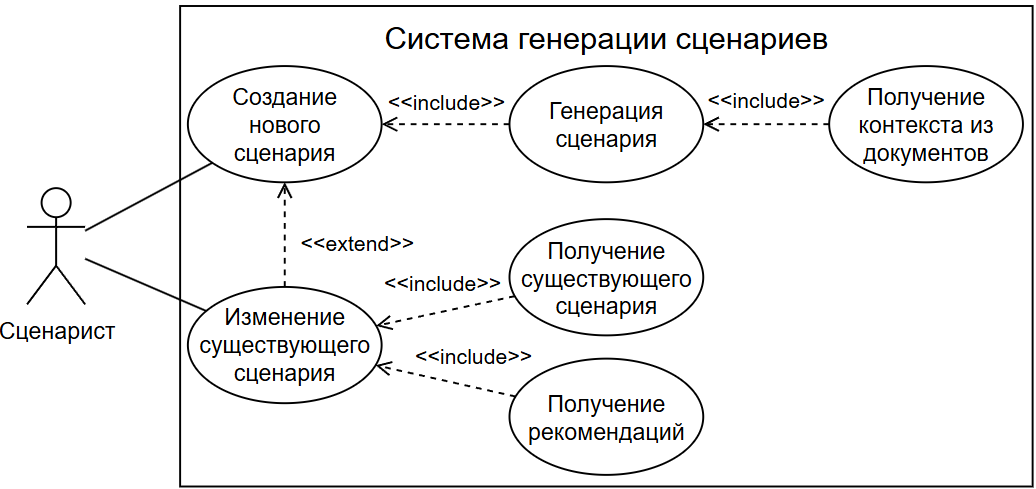 Система генерации сценариев
Создание
нового
сценария
<<include>>
Генерация
сценария
<<include>>
Получение
контекста из
документов
<<extend>>
Сценарист
Изменение
существующего
сценария
<<include>>
Получение
существующего
сценария
<<include>>
Получение
рекомендаций